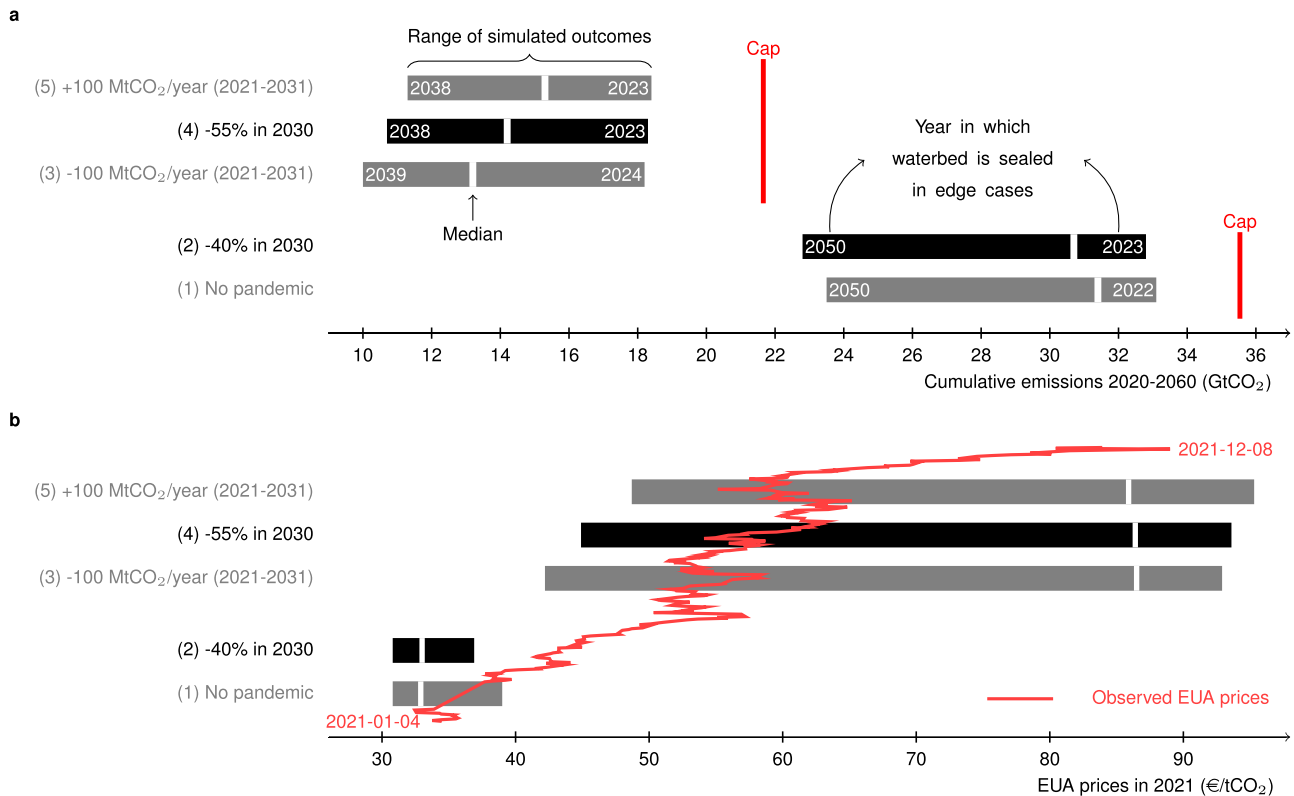 a
Range of simulated outcomes
Cap
(5) +100 MtCO₂/year (2021-2031)
2038
2023
(4) -55% in 2030
2038
2023
Year in which
waterbed is sealed
in edge cases
(3) -100 MtCO₂/year (2021-2031)
2039
2024
Median
Cap
(2) -40% in 2030
2050
2023
(1) No pandemic
2050
2022
10 12 14 16 18 20 22 24 26 28 30 32 34 36
Cumulative emissions 2020-2060 (GtCO₂)
b
2021-12-08
(5) +100 MtCO₂/year (2021-2031)
(4) -55% in 2030
(3) -100 MtCO₂/year (2021-2031)
(2) -40% in 2030
(1) No pandemic
Observed EUA prices
2021-01-04
30 40 50 60 70 80 90
EUA prices in 2021 (€/tCO₂)